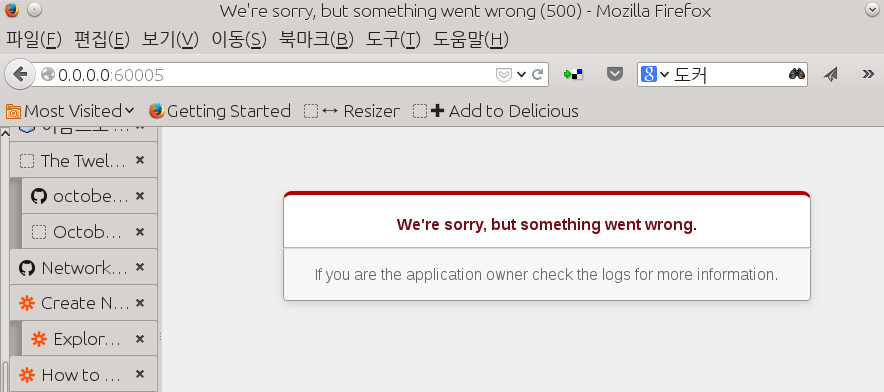 We're sorry, but something went wrong (500) - Mozilla Firefox
파일(F) 편집(E) 보기(V) 이동(S) 북마크(B) 도구(T) 도움말(H)
0.0.0.0:60005 도커
Most Visited Getting Started Resizer Add to Delicious
The Twel...
octobe...
Octob...
Network...
Create N...
Explor...
How to ...
We're sorry, but something went wrong.
If you are the application owner check the logs for more information.